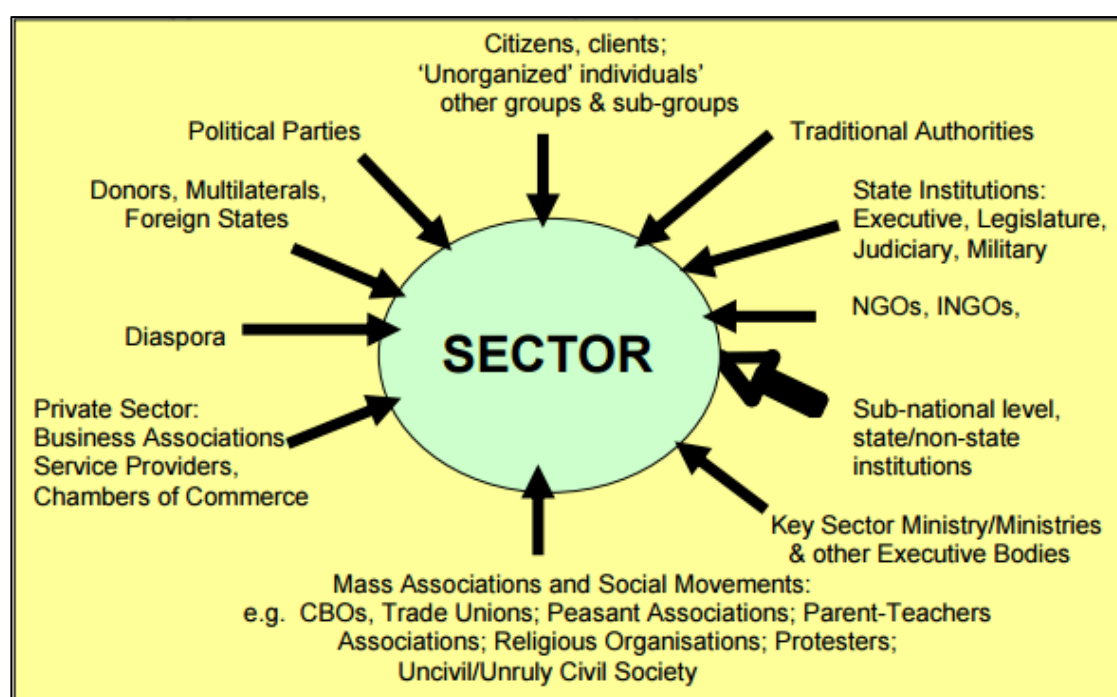 Citizens, clients;
‘Unorganized’ individuals’
other groups & sub-groups
Political Parties
Traditional Authorities
Donors, Multilaterals,
Foreign States
State Institutions:
Executive, Legislature,
Judiciary, Military
NGOs, INGOs,
Diaspora
SECTOR
Private Sector:
Business Associations
Service Providers,
Chambers of Commerce
Sub-national level,
state/non-state
institutions
Key Sector Ministry/Ministries
& other Executive Bodies
Mass Associations and Social Movements:
e.g. CBOs, Trade Unions; Peasant Associations; Parent-Teachers
Associations; Religious Organisations; Protesters;
Uncivil/Unruly Civil Society